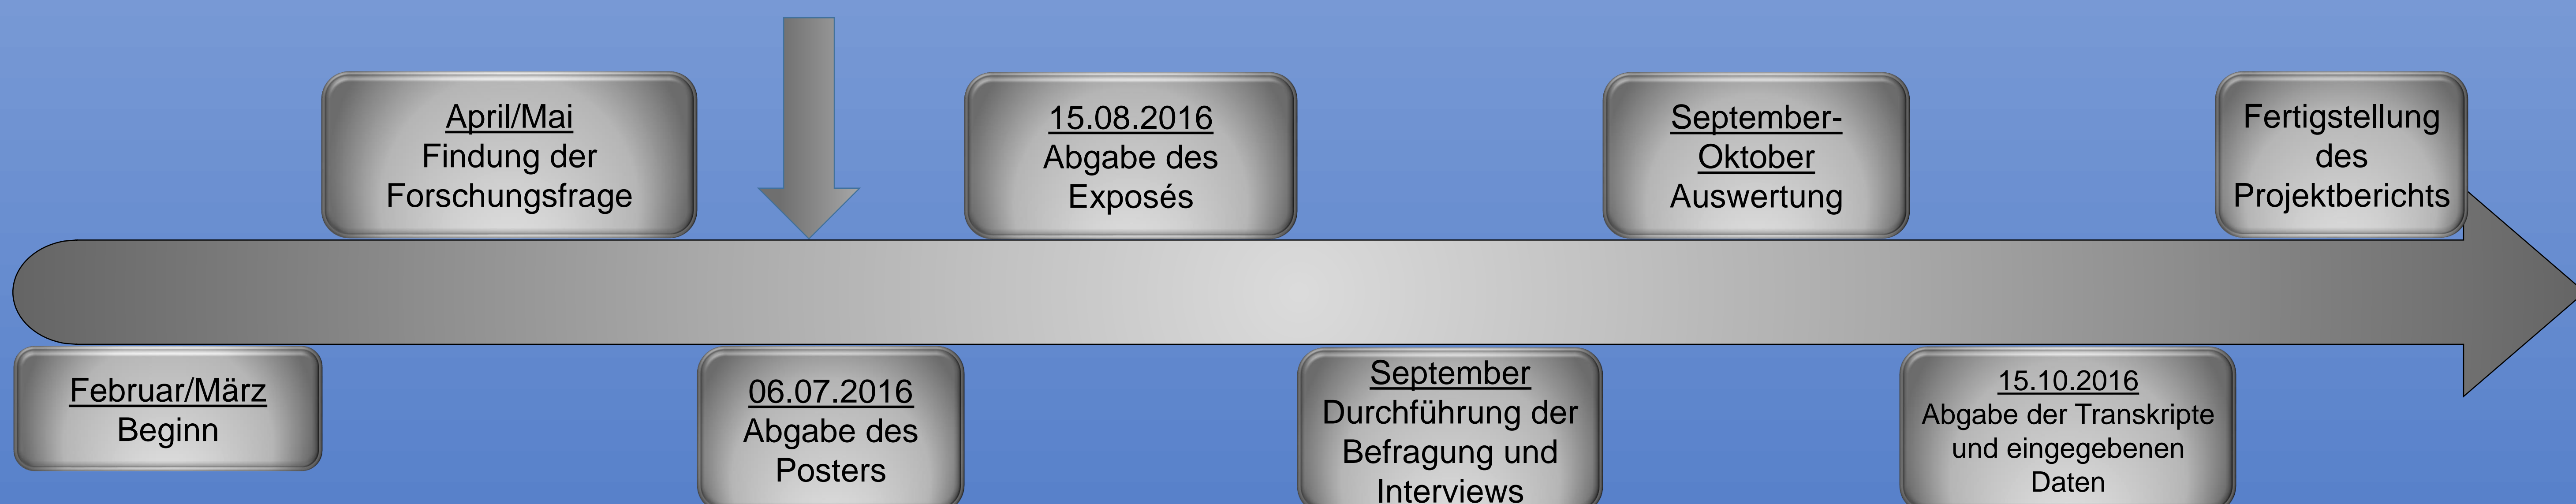 Februar/März
Beginn
April/Mai
Findung der
Forschungsfrage
06.07.2016
Abgabe des
Posters
15.08.2016
Abgabe des
Exposés
September
Durchführung der
Befragung und
Interviews
September-
Oktober
Auswertung
15.10.2016
Abgabe der Transkripte
und eingegebenen
Daten
Fertigstellung
des
Projektberichts